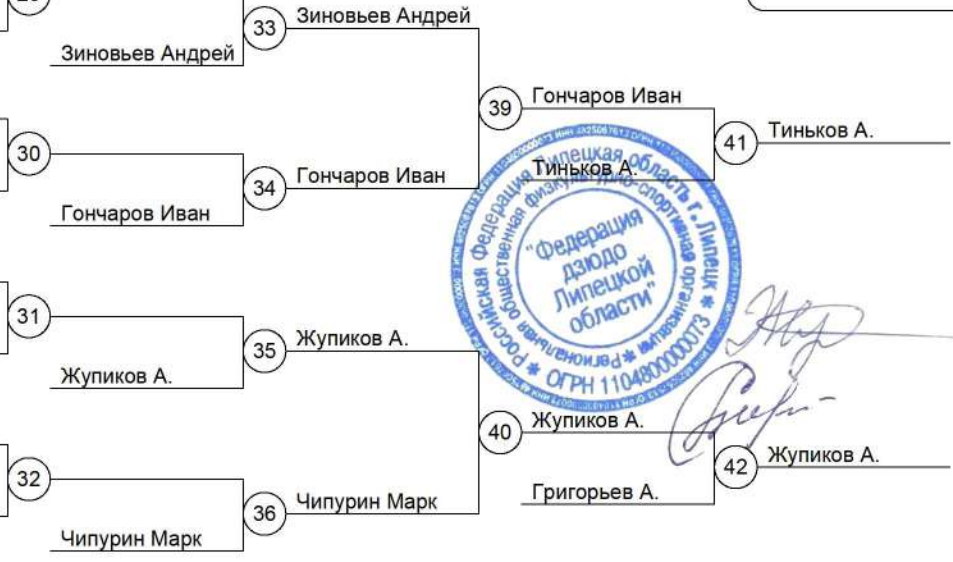 33
Зиновьев Андрей
Зиновьев Андрей
39
Гончаров Иван
30
41
Тиньков А.
34
Гончаров Иван
Тиньков А.
Гончаров Иван
Российская Федерация Липецкая область г. Липецк * ОГРН 1104800000073 *
Региональная общественная физкультурно-спортивная организация *
"Федерация
дзюдо
Липецкой
области"
31
35
Жупиков А.
Жупиков А.
40
Жупиков А.
32
42
Жупиков А.
36
Чипурин Марк
Григорьев А.
Чипурин Марк